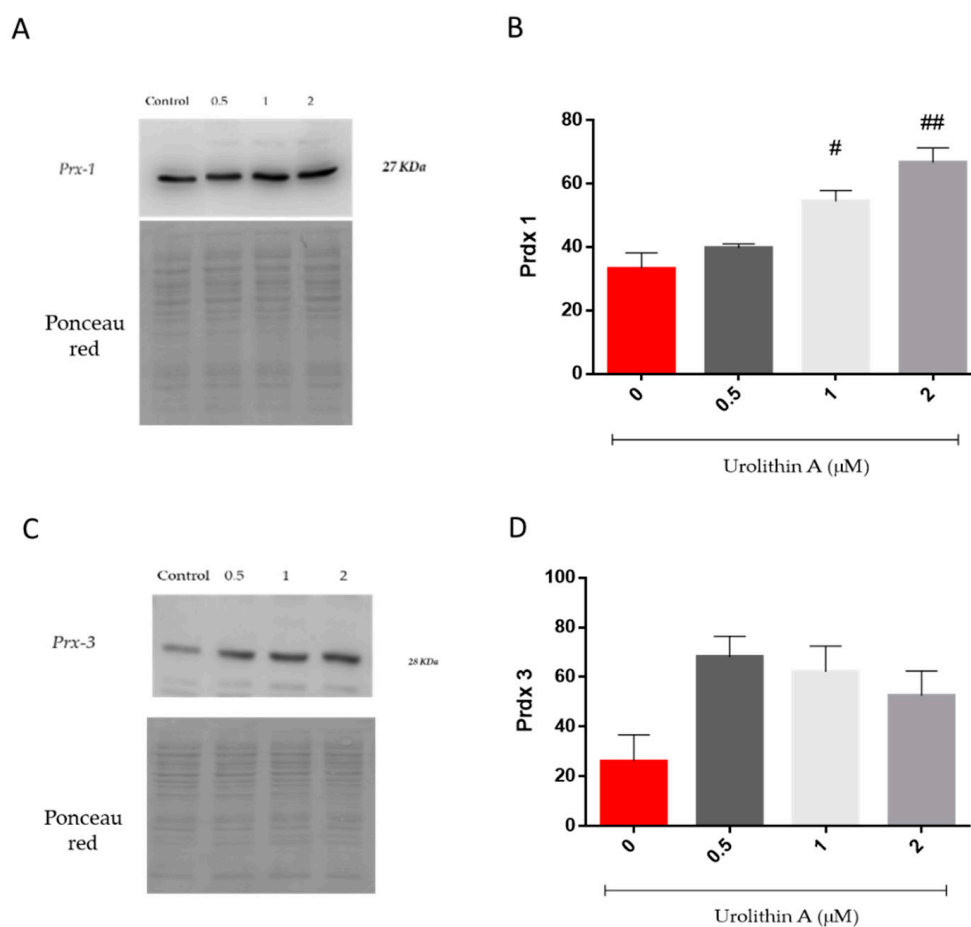 A
Control 0.5 1 2
Prx-1
27 KDa
Ponceau
red
B
Prdx 1
80
60
40
20
0
#
##
0 0.5 1 2
Urolithin A (μM)
C
Control 0.5 1 2
Prx-3
28 KDa
Ponceau
red
D
Prdx 3
100
80
60
40
20
0
0 0.5 1 2
Urolithin A (μM)